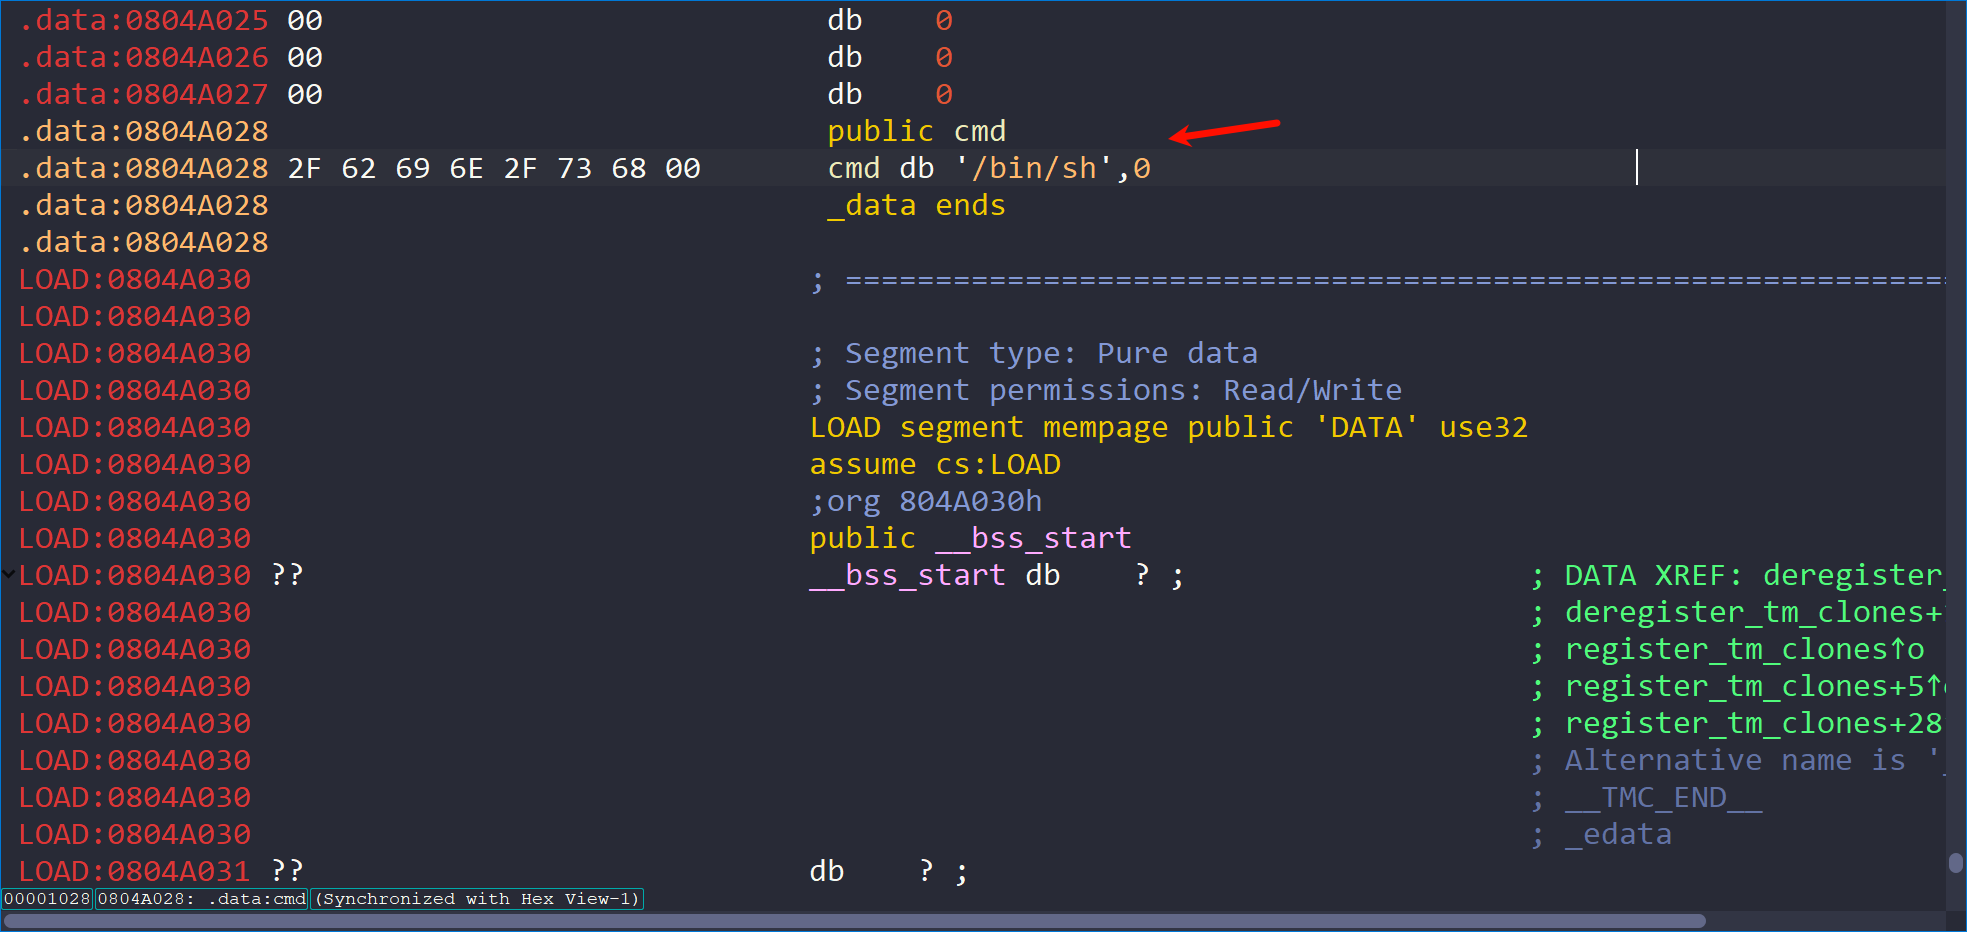 .data:0804A025 00 db 0
.data:0804A026 00 db 0
.data:0804A027 00 db 0
.data:0804A028 public cmd
.data:0804A028 2F 62 69 6E 2F 73 68 00 cmd db '/bin/sh',0
.data:0804A028 _data ends
.data:0804A028
LOAD:0804A030 ; =============================================================
LOAD:0804A030
LOAD:0804A030 ; Segment type: Pure data
LOAD:0804A030 ; Segment permissions: Read/Write
LOAD:0804A030 LOAD segment mempage public 'DATA' use32
LOAD:0804A030 assume cs:LOAD
LOAD:0804A030 ;org 804A030h
LOAD:0804A030 public __bss_start
LOAD:0804A030 ?? __bss_start db ? ; ; DATA XREF: deregister_
LOAD:0804A030 ; deregister_tm_clones+
LOAD:0804A030 ; register_tm_clones↑o
LOAD:0804A030 ; register_tm_clones+5↑
LOAD:0804A030 ; register_tm_clones+28
LOAD:0804A030 ; Alternative name is '_
LOAD:0804A030 ; __TMC_END__
LOAD:0804A030 ; _edata
LOAD:0804A031 ?? db ? ;
00001028 0804A028: .data:cmd (Synchronized with Hex View-1)